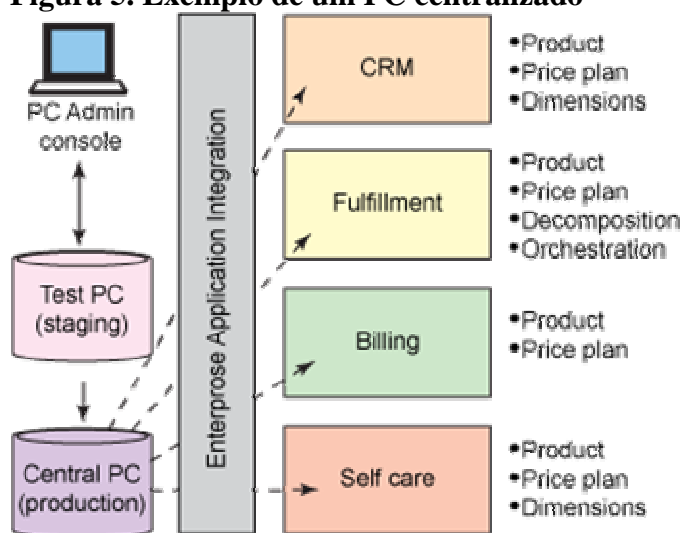 Figura 5. Exemplo de um PC centralizado
PC Admin
console
Test PC
(staging)
Central PC
(production)
Enterprose Application Integration
CRM
•Product
•Price plan
•Dimensions
Fulfillment
•Product
•Price plan
•Decomposition
•Orchestration
Billing
•Product
•Price plan
Self care
•Product
•Price plan
•Dimensions